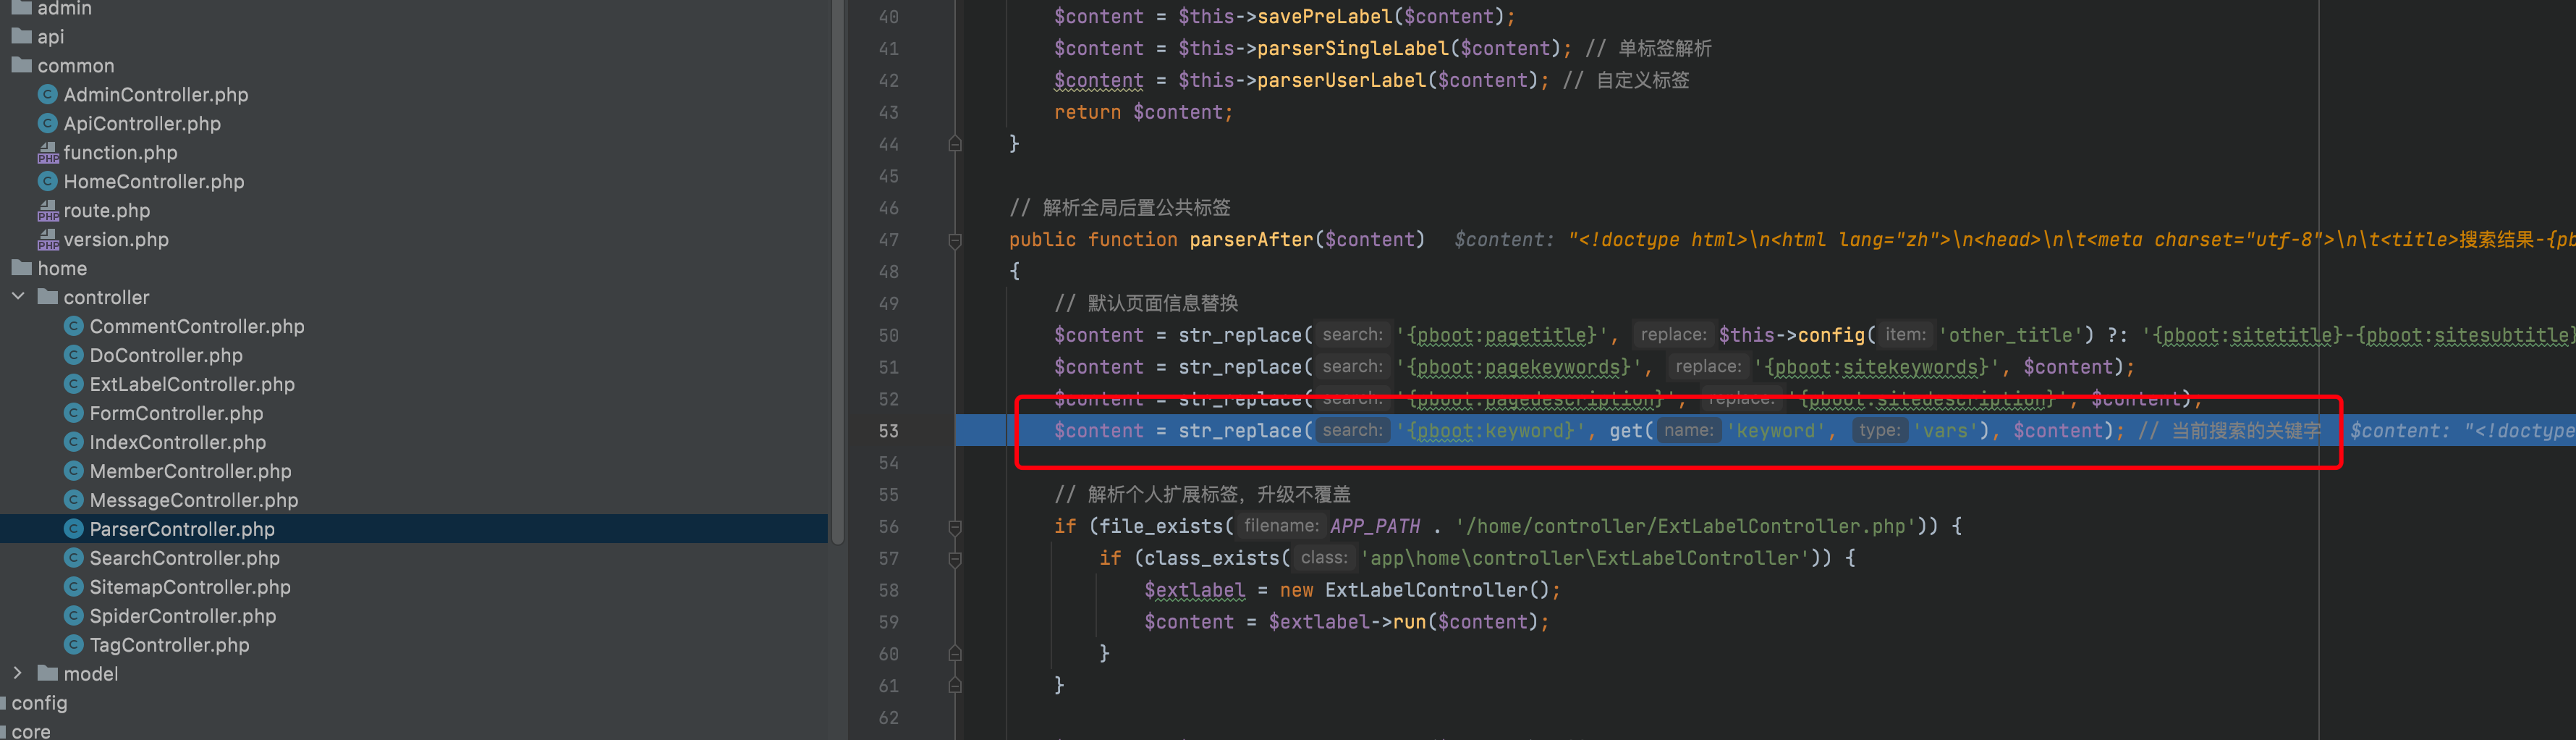 admin
api
common
AdminController.php
ApiController.php
function.php
HomeController.php
route.php
version.php
home
controller
CommentController.php
DoController.php
ExtLabelController.php
FormController.php
IndexController.php
MemberController.php
MessageController.php
ParserController.php
SearchController.php
SitemapController.php
SpiderController.php
TagController.php
model
config
core
40 $content = $this->savePreLabel($content);
41 $content = $this->parserSingleLabel($content); // 单标签解析
42 $content = $this->parserUserLabel($content); // 自定义标签
43 return $content;
44 }
45
46 // 解析全局后置公共标签
47 public function parserAfter($content) $content: "<!doctype html>\n<html lang="zh">\n<head>\n\t<meta charset="utf-8">\n\t<title>搜索结果-{pb
48 {
49 // 默认页面信息替换
50 $content = str_replace( search: '{pboot:pagetitle}', replace: $this->config( item: 'other_title') ?: '{pboot:sitetitle}-{pboot:sitesubtitle}
51 $content = str_replace( search: '{pboot:pagekeywords}', replace: '{pboot:sitekeywords}', $content);
52 $content = str_replace( search: '{pboot:pagedescription}', replace: '{pboot:sitedescription}', $content);
53 $content = str_replace( search: '{pboot:keyword}', get( name: 'keyword', type: 'vars'), $content); // 当前搜索的关键字 $content: "<!doctype
54
55 // 解析个人扩展标签，升级不覆盖
56 if (file_exists( filename: APP_PATH . '/home/controller/ExtLabelController.php')) {
57 if (class_exists( class: 'app\home\controller\ExtLabelController')) {
58 $extlabel = new ExtLabelController();
59 $content = $extlabel->run($content);
60 }
61 }
62